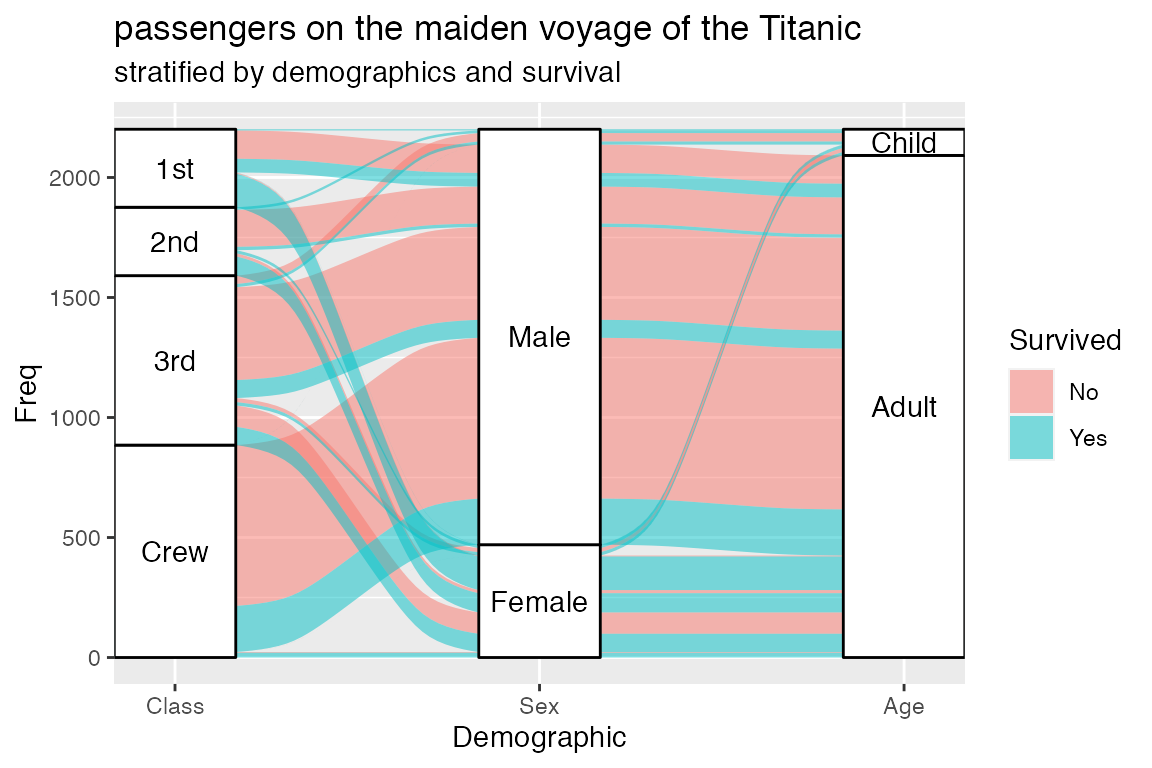 passengers on the maiden voyage of the Titanic
stratified by demographics and survival
Freq
2000
1500
1000
500
0
1st
2nd
3rd
Crew
Male
Female
Child
Adult
Class
Sex
Age
Demographic
Survived
No
Yes